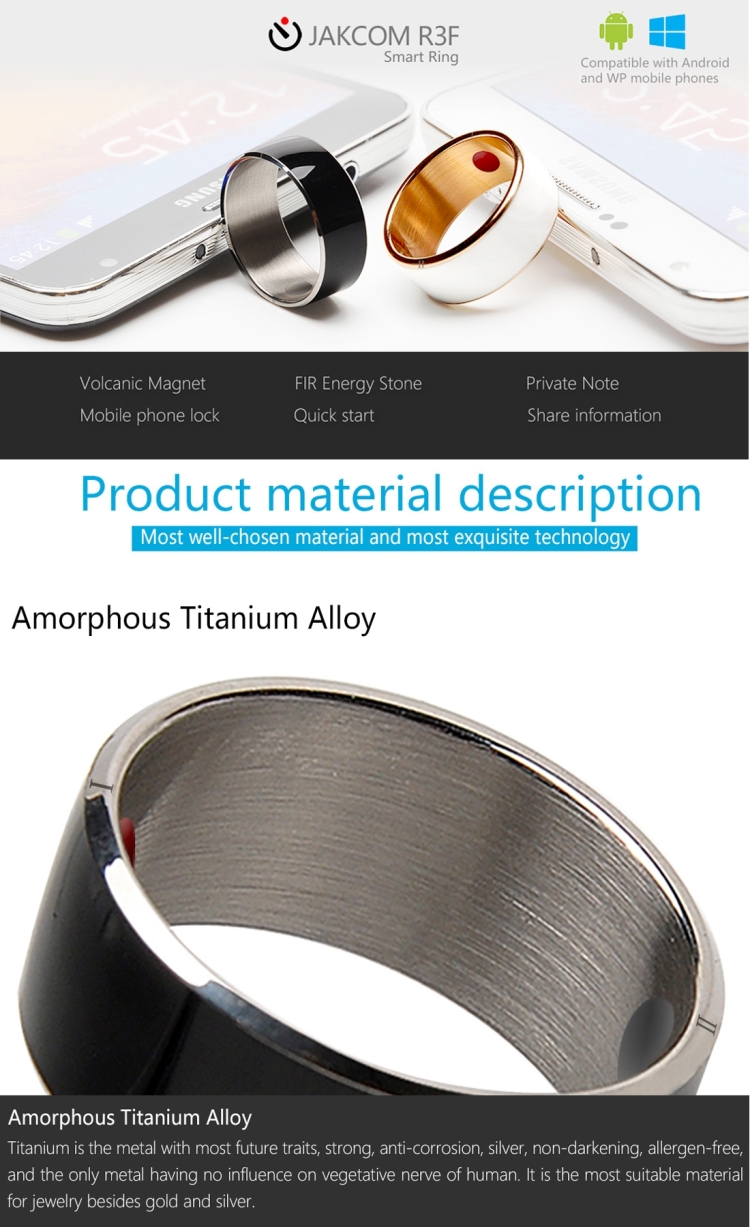 JAKCOM R3F
Smart Ring
Compatible with Android
and WP mobile phones
12:45
SAMSUNG
12:45
Volcanic Magnet
FIR Energy Stone
Private Note
Mobile phone lock
Quick start
Share information
Product material description
Most well-chosen material and most exquisite technology
Amorphous Titanium Alloy
I
II
Amorphous Titanium Alloy
Titanium is the metal with most future traits, strong, anti-corrosion, silver, non-darkening, allergen-free,
and the only metal having no influence on vegetative nerve of human. It is the most suitable material
for jewelry besides gold and silver.